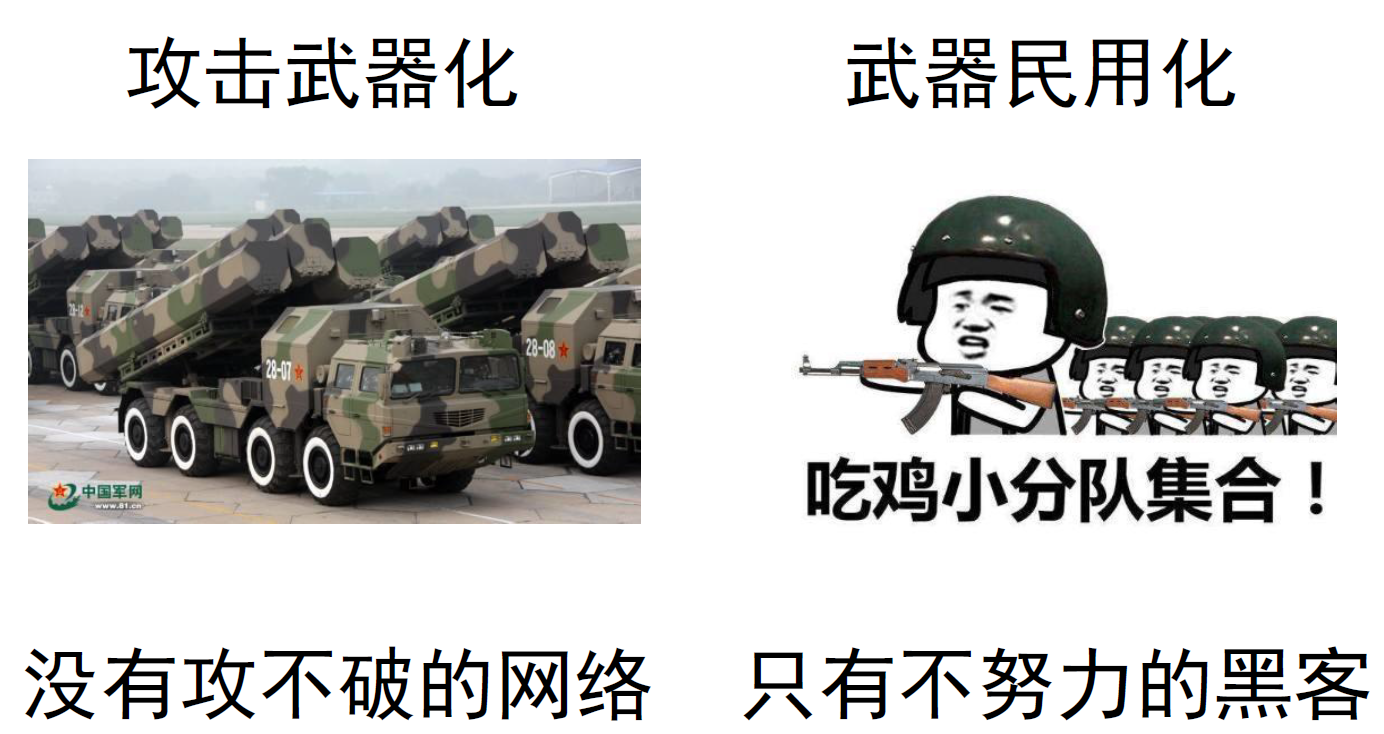 攻击武器化
武器民用化
28-12
28-07
28-08
中国军网
www.81.cn
吃鸡小分队集合！
没有攻不破的网络
只有不努力的黑客